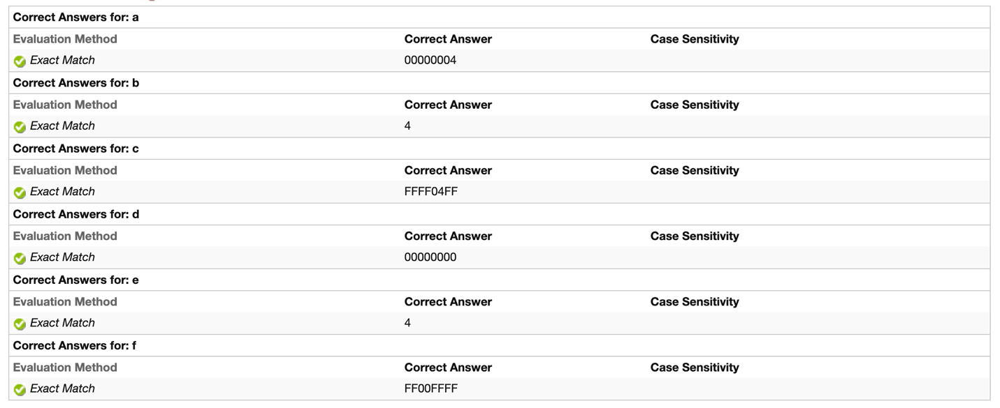 Correct Answers for: a
Evaluation Method Correct Answer Case Sensitivity
Exact Match 00000004
Correct Answers for: b
Evaluation Method Correct Answer Case Sensitivity
Exact Match 4
Correct Answers for: c
Evaluation Method Correct Answer Case Sensitivity
Exact Match FFFF04FF
Correct Answers for: d
Evaluation Method Correct Answer Case Sensitivity
Exact Match 00000000
Correct Answers for: e
Evaluation Method Correct Answer Case Sensitivity
Exact Match 4
Correct Answers for: f
Evaluation Method Correct Answer Case Sensitivity
Exact Match FF00FFFF